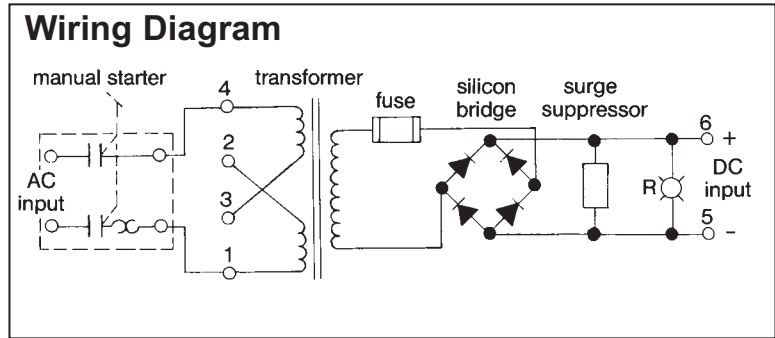 Wiring Diagram
manual starter
4
transformer
fuse
silicon
bridge
surge
suppressor
6
+
2
AC
input
3
R
DC
input
1
5
-